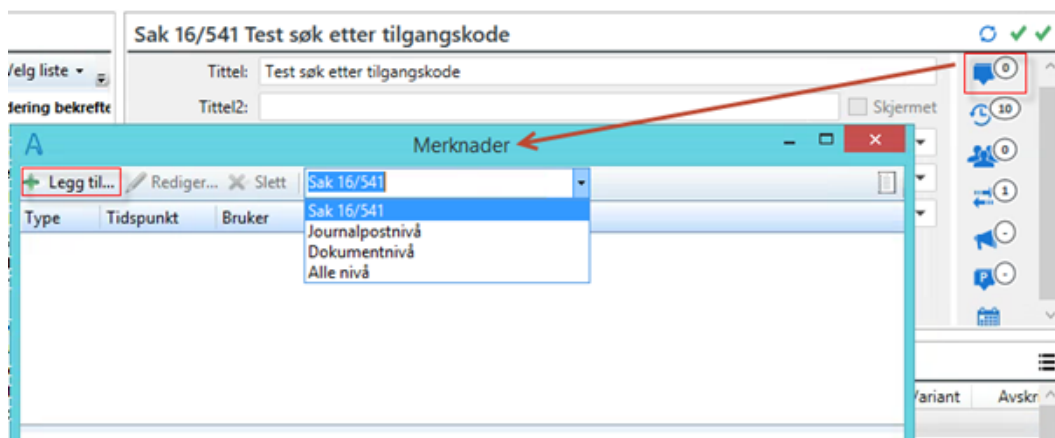 Sak 16/541 Test søk etter tilgangskode
elg liste
Tittel: Test søk etter tilgangskode
0
dering bekrefte
Tittel2:
Skjermet
10
A
Merknader
0
Legg til... Rediger... Slett Sak 16/541
1
Type Tidspunkt Bruker
Sak 16/541
Journalpostnivå
Dokumentnivå
Alle nivå
-
P -
Variant Avskr